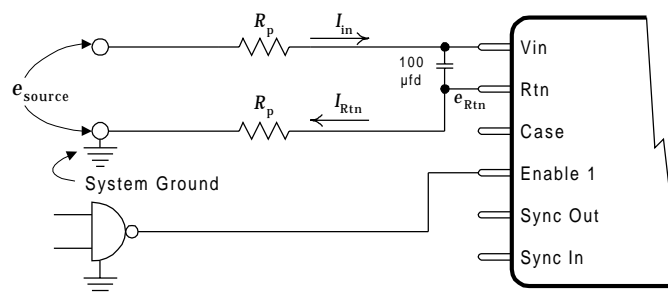 Rp
Iin
Vin
100
µfd
Rtn
eRtn
esource
Rp
IRtn
Case
Enable 1
System Ground
Sync Out
Sync In